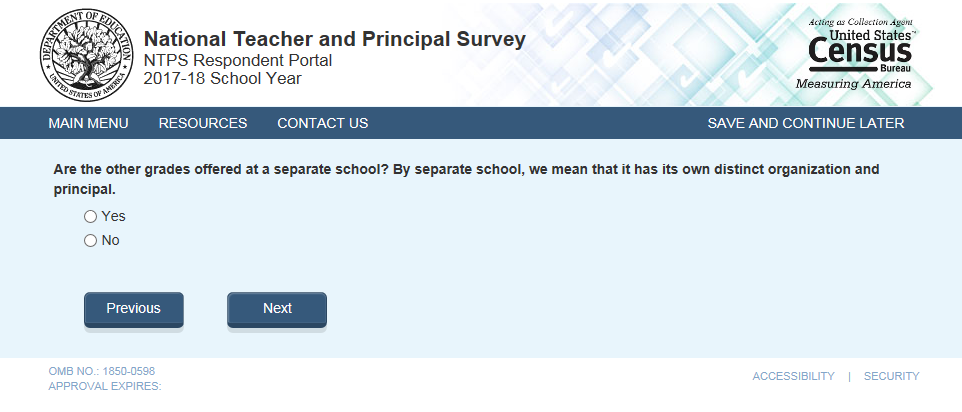 DEPARTMENT OF EDUCATION
UNITED STATES OF AMERICA
National Teacher and Principal Survey
NTPS Respondent Portal
2017-18 School Year
Acting as Collection Agent
United States™
Census
Bureau
Measuring America
MAIN MENU RESOURCES CONTACT US SAVE AND CONTINUE LATER
Are the other grades offered at a separate school? By separate school, we mean that it has its own distinct organization and
principal.
Yes
No
Previous Next
OMB NO.: 1850-0598
APPROVAL EXPIRES:
ACCESSIBILITY | SECURITY